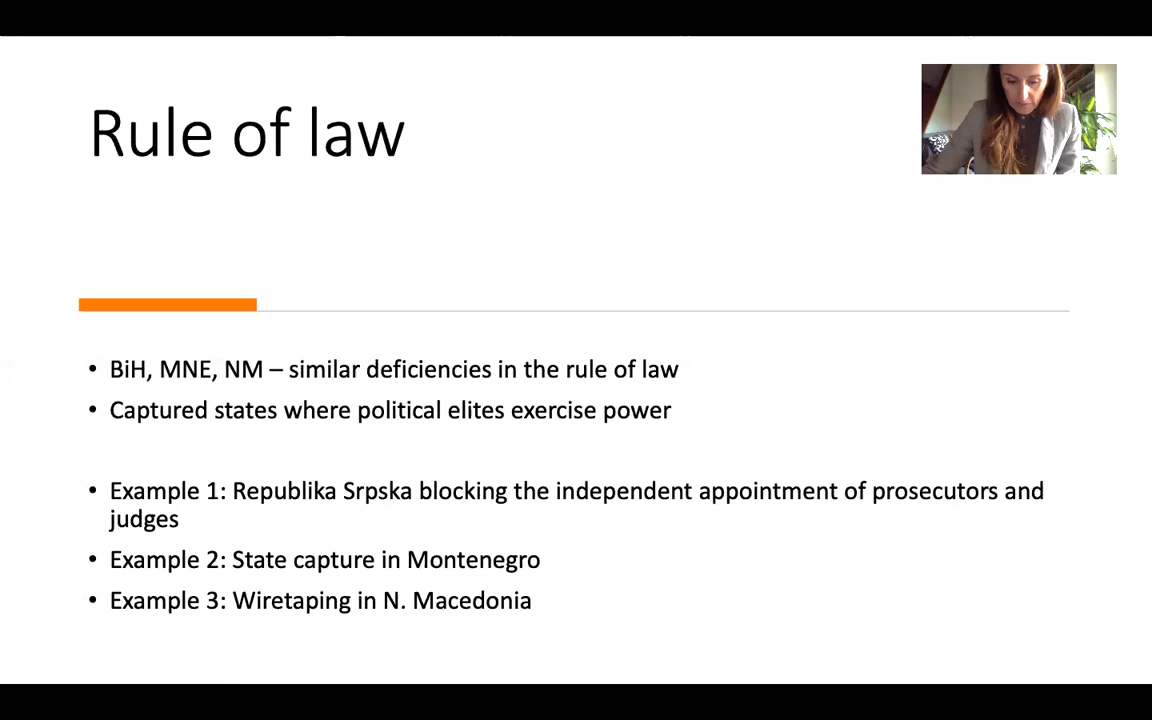 Rule of law
• BiH, MNE, NM – similar deficiencies in the rule of law
• Captured states where political elites exercise power
• Example 1: Republika Srpska blocking the independent appointment of prosecutors and
judges
• Example 2: State capture in Montenegro
• Example 3: Wiretaping in N. Macedonia